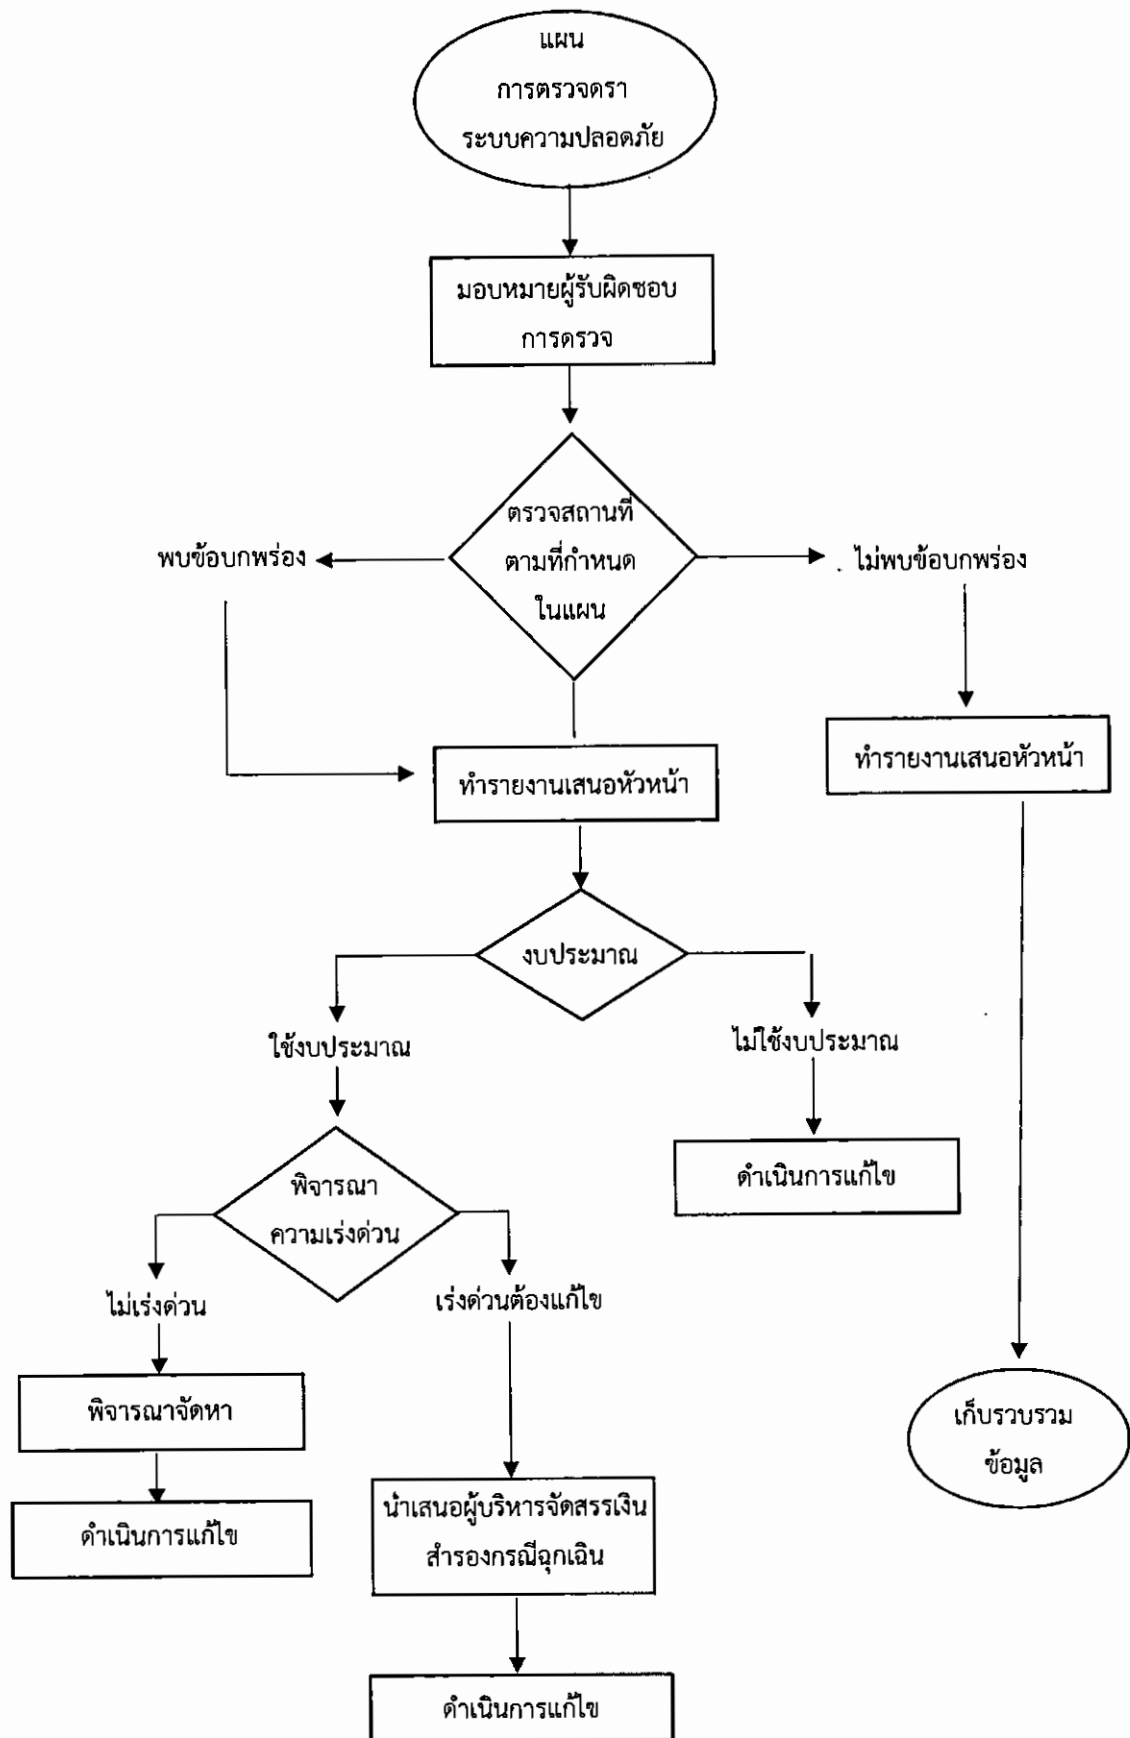 แผน
การตรวจตรา
ระบบความปลอดภัย
มอบหมายผู้รับผิดชอบ
การตรวจ
ตรวจสถานที่
ตามที่กำหนด
ในแผน
พบข้อบกพร่อง
ไม่พบข้อบกพร่อง
ทำรายงานเสนอหัวหน้า
ทำรายงานเสนอหัวหน้า
งบประมาณ
ใช้งบประมาณ
ไม่ใช้งบประมาณ
ดำเนินการแก้ไข
พิจารณา
ความเร่งด่วน
ไม่เร่งด่วน
เร่งด่วนต้องแก้ไข
พิจารณาจัดหา
ดำเนินการแก้ไข
นำเสนอผู้บริหารจัดสรรเงิน
สำรองกรณีฉุกเฉิน
ดำเนินการแก้ไข
เก็บรวบรวม
ข้อมูล